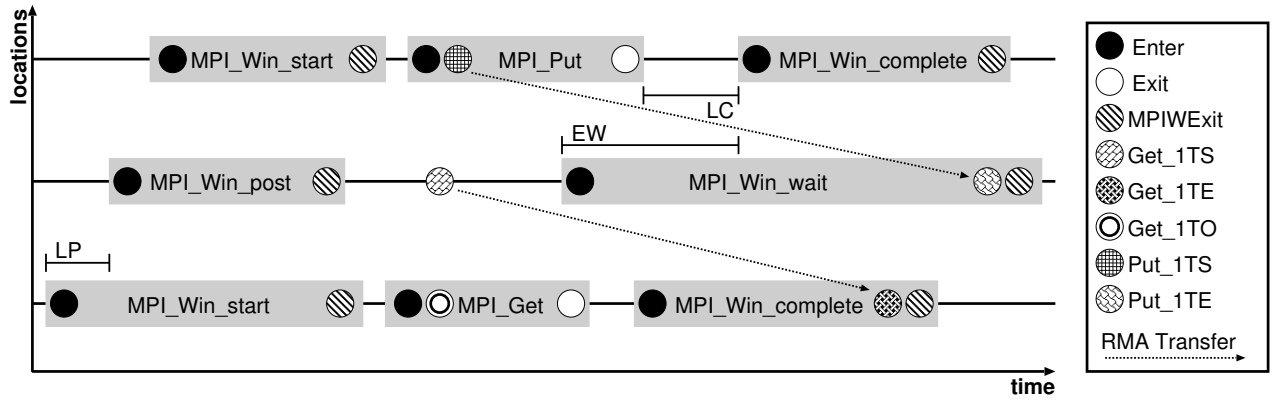 locations
MPI_Win_start
MPI_Put
MPI_Win_complete
LC
EW
MPI_Win_post
MPI_Win_wait
LP
MPI_Win_start
MPI_Get
MPI_Win_complete
time
Enter
Exit
MPIWExit
Get_1TS
Get_1TE
Get_1TO
Put_1TS
Put_1TE
RMA Transfer